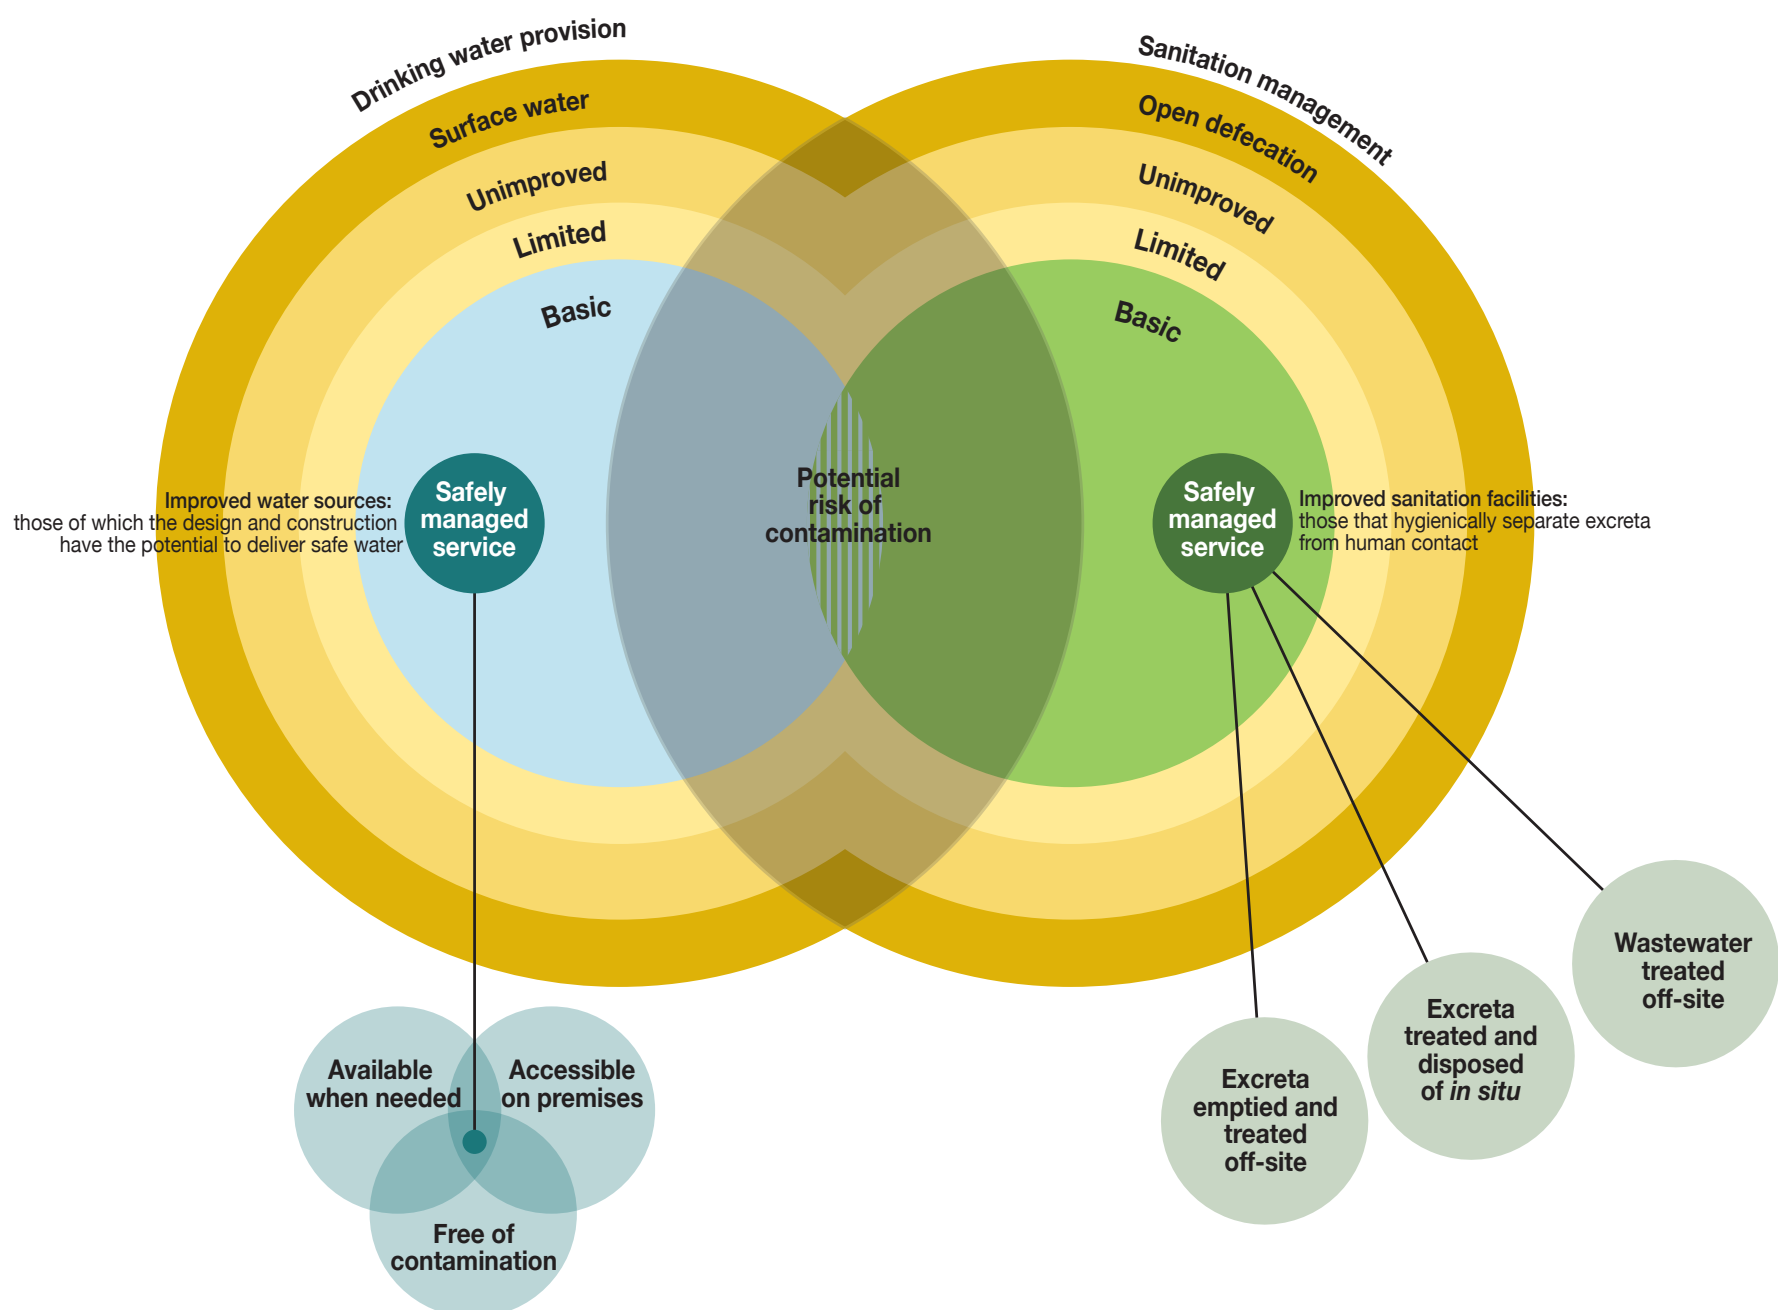 Drinking water provision
Surface water
Unimproved
Limited
Basic
Sanitation management
Open defecation
Unimproved
Limited
Basic
Improved water sources:
those of which the design and construction
have the potential to deliver safe water
Safely
managed
service
Potential
risk of
contamination
Safely
managed
service
Improved sanitation facilities:
those that hygienically separate excreta
from human contact
Available
when needed
Accessible
on premises
Free of
contamination
Excreta
emptied and
treated
off-site
Excreta
treated and
disposed
of in situ
Wastewater
treated
off-site